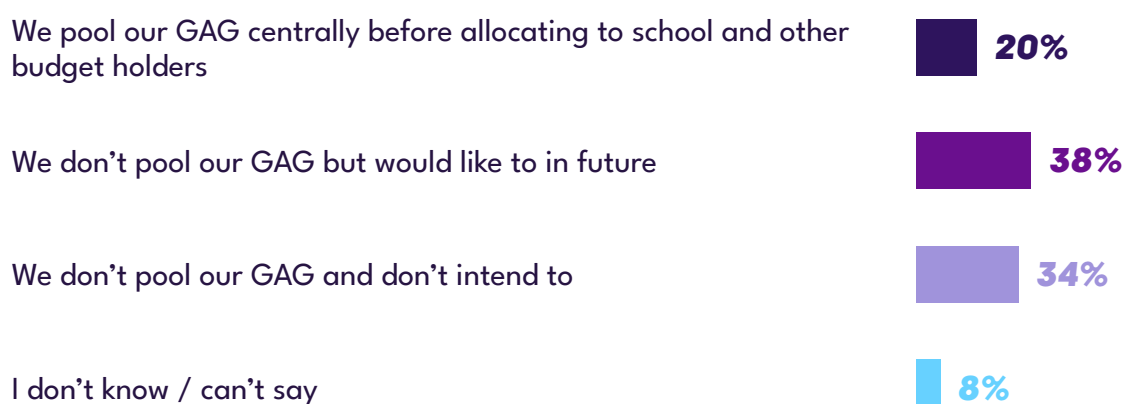 We pool our GAG centrally before allocating to school and other
budget holders
20%
We don’t pool our GAG but would like to in future
38%
We don’t pool our GAG and don’t intend to
34%
I don’t know / can’t say
8%